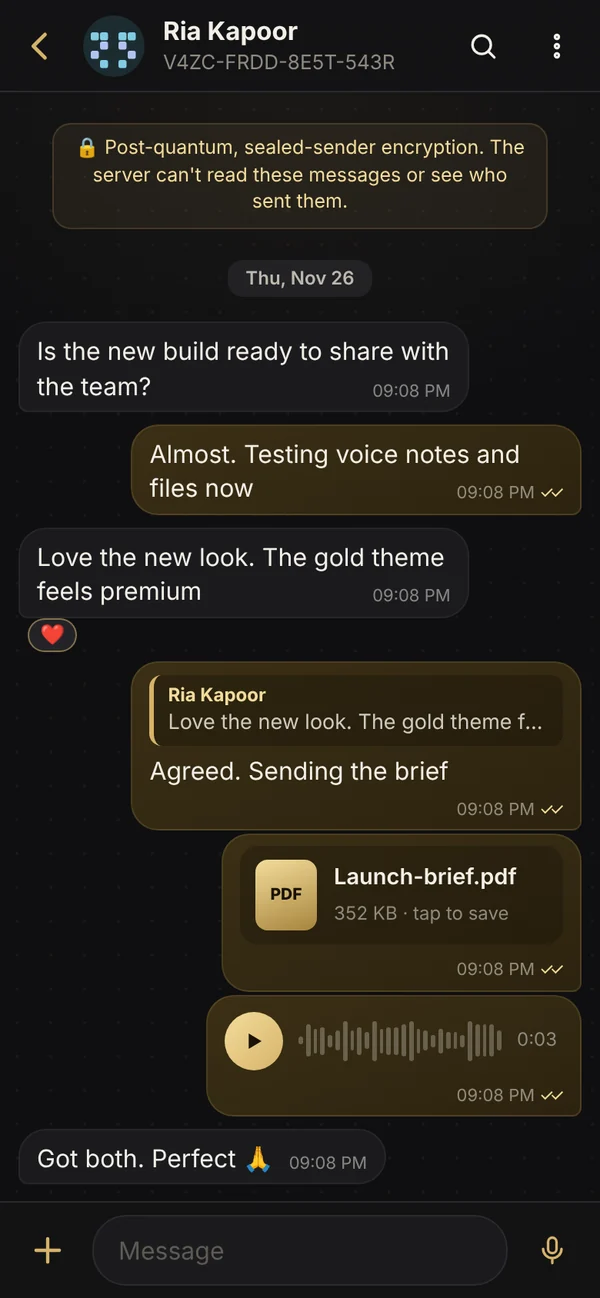 Ria Kapoor
V4ZC-FRDD-8E5T-543R
🔒 Post-quantum, sealed-sender encryption. The
server can't read these messages or see who
sent them.
Thu, Nov 26
Is the new build ready to share with
the team?
09:08 PM
Almost. Testing voice notes and
files now
09:08 PM
Love the new look. The gold theme
feels premium
09:08 PM
❤️
Ria Kapoor
Love the new look. The gold theme f...
Agreed. Sending the brief
09:08 PM
PDF
Launch-brief.pdf
352 KB · tap to save
09:08 PM
0:03
09:08 PM
Got both. Perfect 🙏
09:08 PM
Message